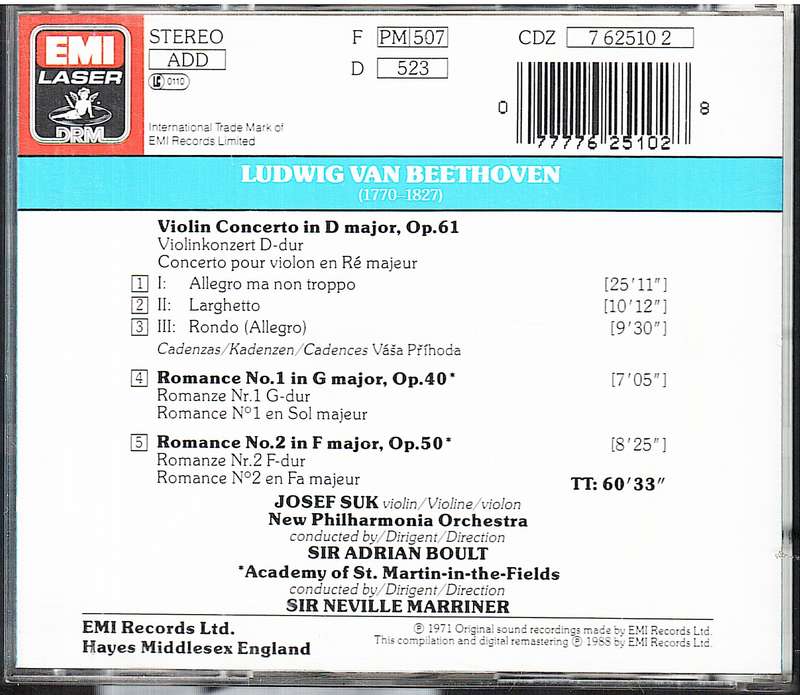 EMI
LASER
DRM
STEREO
ADD
LC 0110
International Trade Mark of
EMI Records Limited
F PM 507
D 523
CDZ 7 62510 2
0 77776 25102 8
LUDWIG VAN BEETHOVEN
(1770–1827)
Violin Concerto in D major, Op.61
Violinkonzert D-dur
Concerto pour violon en Ré majeur
1 I: Allegro ma non troppo [25'11"]
2 II: Larghetto [10'12"]
3 III: Rondo (Allegro) [9'30"]
Cadenzas/Kadenzen/Cadences Váša Příhoda
4 Romance No.1 in G major, Op.40* [7'05"]
Romanze Nr.1 G-dur
Romance Nº1 en Sol majeur
5 Romance No.2 in F major, Op.50* [8'25"]
Romanze Nr.2 F-dur
Romance Nº2 en Fa majeur
TT: 60'33"
JOSEF SUK violin/Violine/violon
New Philharmonia Orchestra
conducted by/Dirigent/Direction
SIR ADRIAN BOULT
*Academy of St. Martin-in-the-Fields
conducted by/Dirigent/Direction
SIR NEVILLE MARRINER
EMI Records Ltd.
Hayes Middlesex England
℗ 1971 Original sound recordings made by EMI Records Ltd.
This compilation and digital remastering ℗ 1988 by EMI Records Ltd.